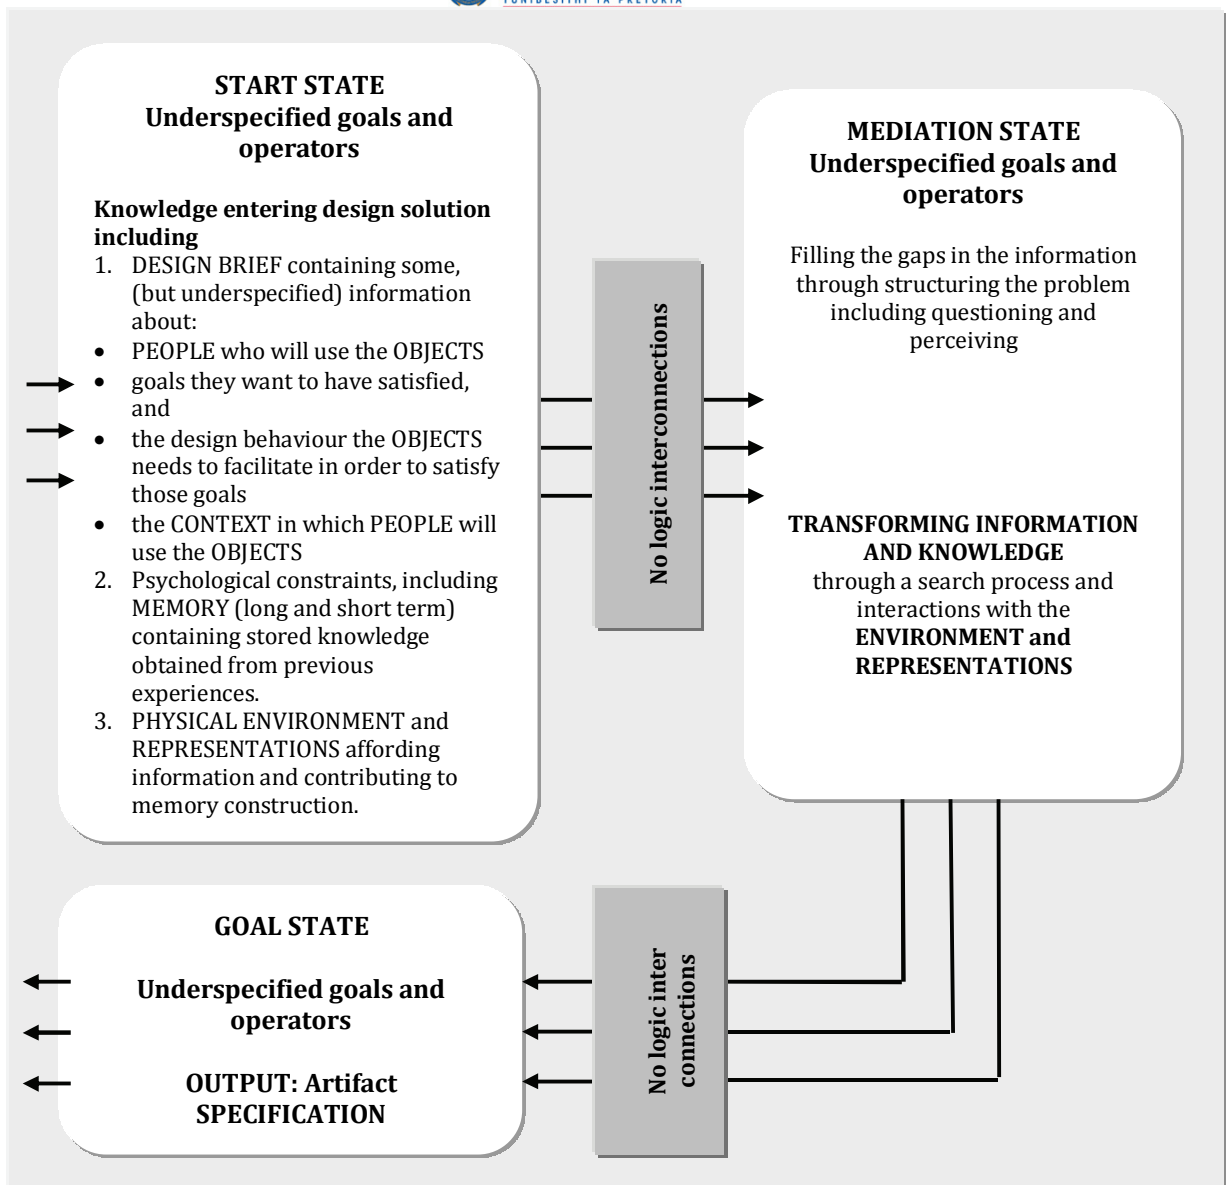 YUNIBESITHI YA PRETORIA
START STATE
Underspecified goals and
operators
Knowledge entering design solution
including
1. DESIGN BRIEF containing some,
(but underspecified) information
about:
• PEOPLE who will use the OBJECTS
• goals they want to have satisfied,
and
• the design behaviour the OBJECTS
needs to facilitate in order to satisfy
those goals
• the CONTEXT in which PEOPLE will
use the OBJECTS
2. Psychological constraints, including
MEMORY (long and short term)
containing stored knowledge
obtained from previous
experiences.
3. PHYSICAL ENVIRONMENT and
REPRESENTATIONS affording
information and contributing to
memory construction.
No logic interconnections
MEDIATION STATE
Underspecified goals and
operators
Filling the gaps in the information
through structuring the problem
including questioning and
perceiving
TRANSFORMING INFORMATION
AND KNOWLEDGE
through a search process and
interactions with the
ENVIRONMENT and
REPRESENTATIONS
GOAL STATE
Underspecified goals and
operators
OUTPUT: Artifact
SPECIFICATION
No logic inter
connections